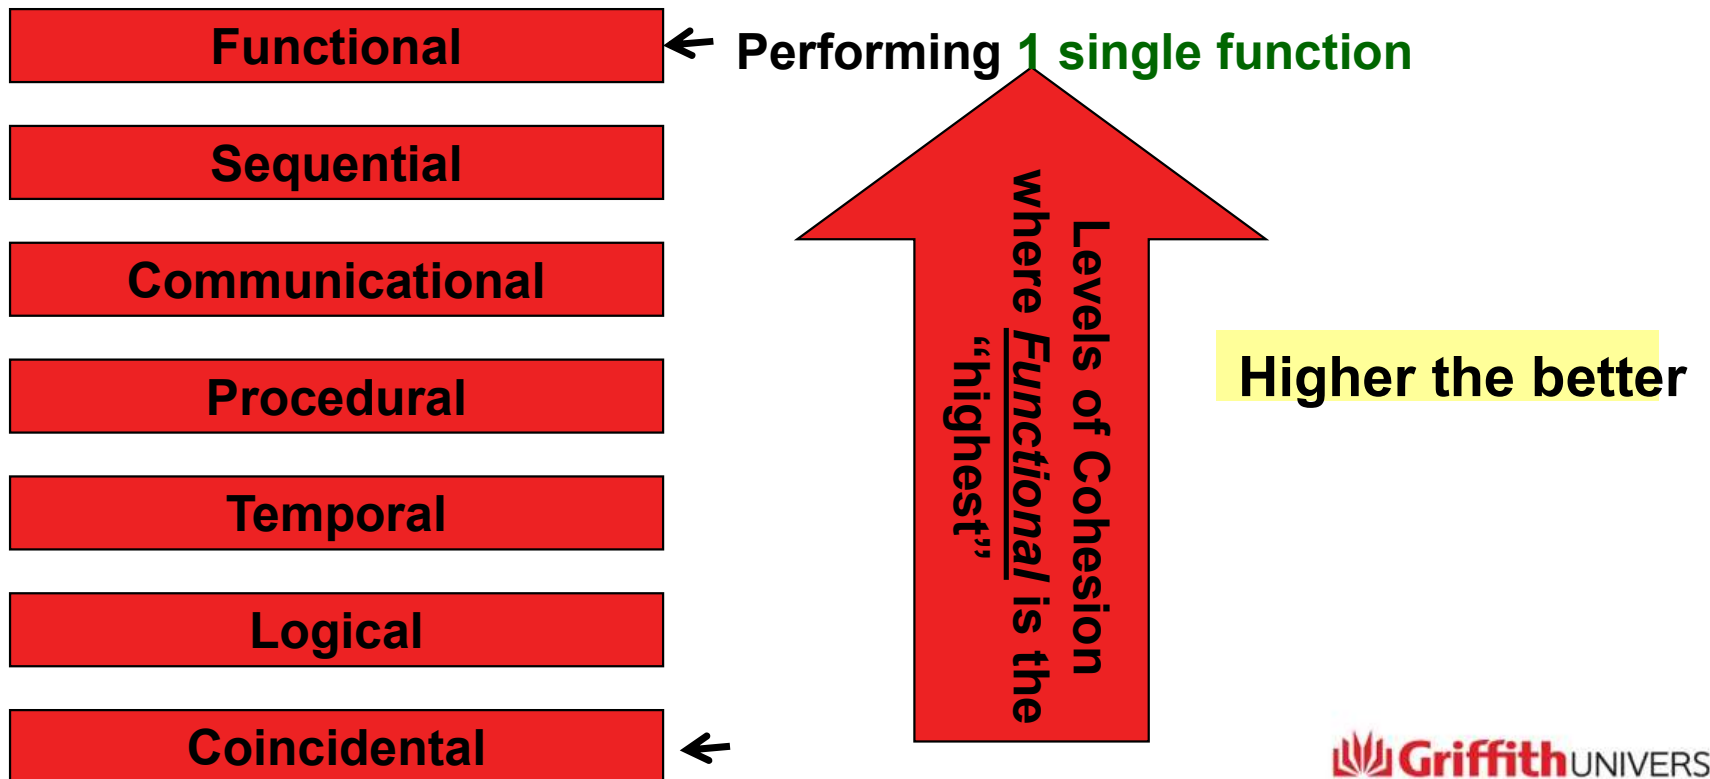 Functional
Performing 1 single function
Sequential
Communicational
Procedural
Temporal
Logical
Coincidental
Levels of Cohesion
where Functional is the
“highest”
Higher the better
Griffith UNIVERS